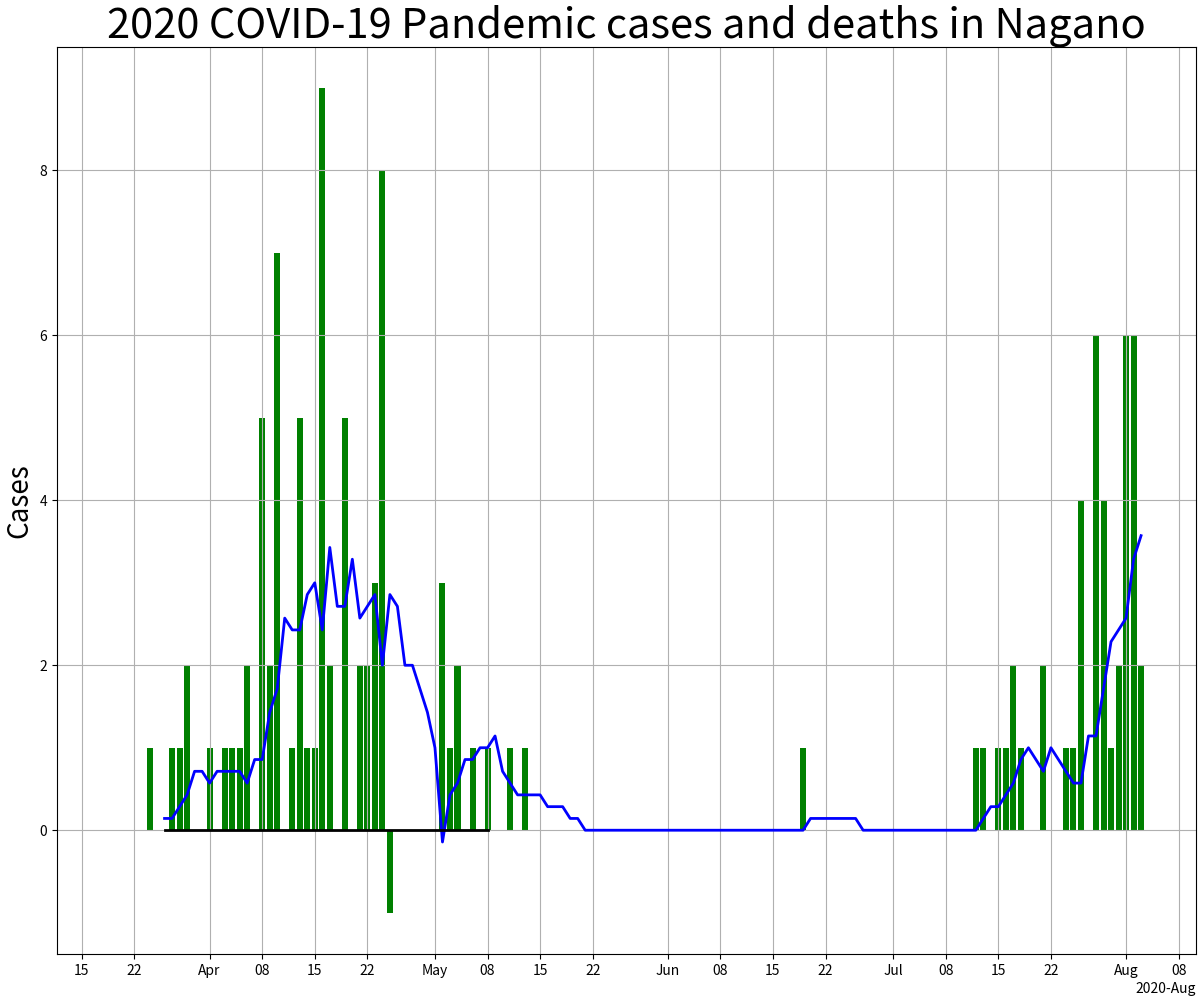 2020 COVID-19 Pandemic cases and deaths in Nagano
Cases
8
6
4
2
0
15 22 Apr 08 15 22 May 08 15 22 Jun 08 15 22 Jul 08 15 22 Aug 08
2020-Aug